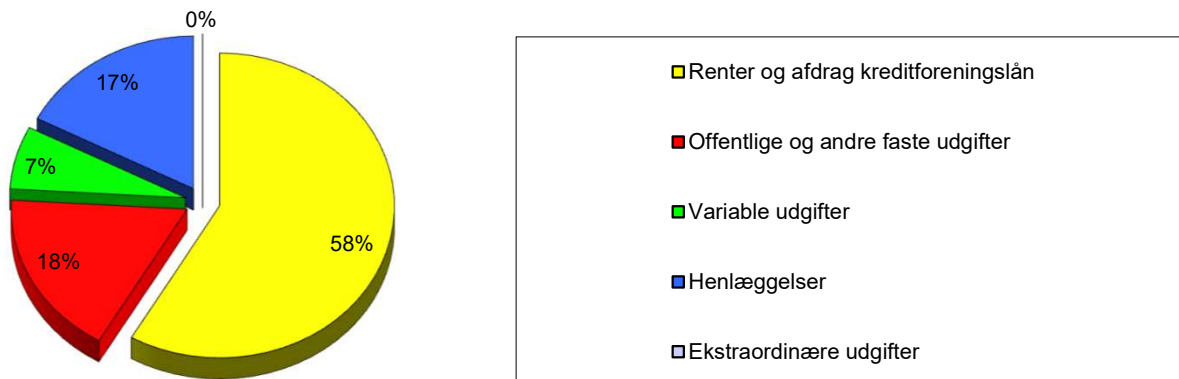 0%
17%
7%
18%
58%
Renter og afdrag kreditforeningslån
Offentlige og andre faste udgifter
Variable udgifter
Henlæggelser
Ekstraordinære udgifter